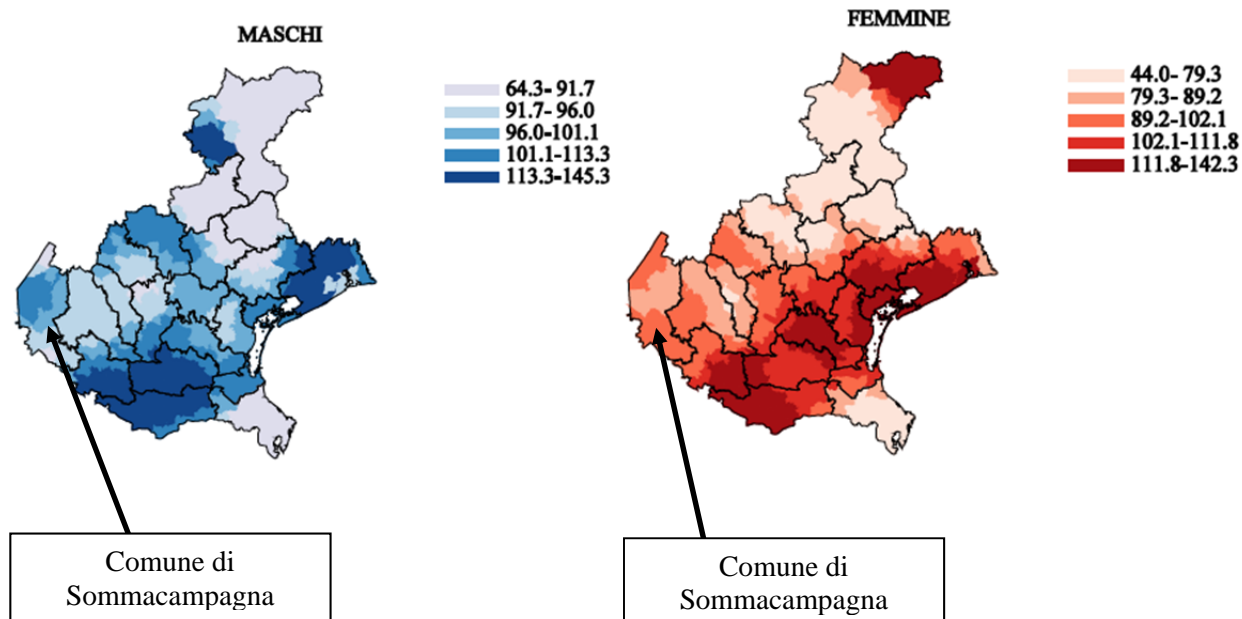 MASCHI
64.3- 91.7
91.7- 96.0
96.0-101.1
101.1-113.3
113.3-145.3
Comune di
Sommacampagna
FEMMINE
44.0- 79.3
79.3- 89.2
89.2-102.1
102.1-111.8
111.8-142.3
Comune di
Sommacampagna